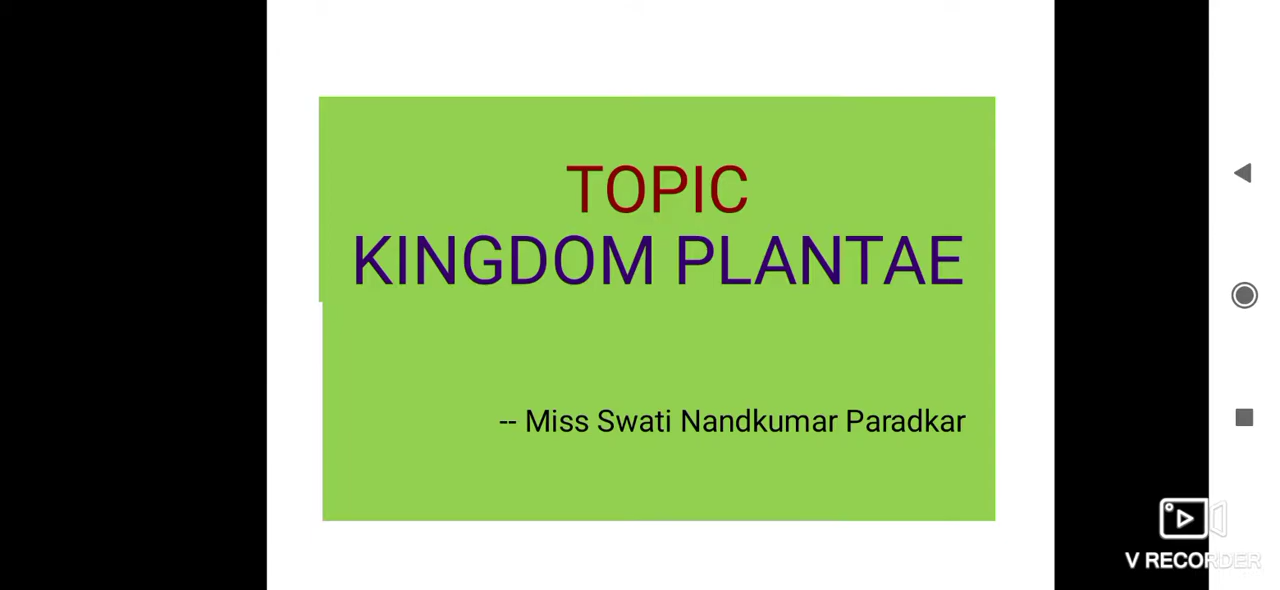 TOPIC
KINGDOM PLANTAE
-- Miss Swati Nandkumar Paradkar
V RECORDER